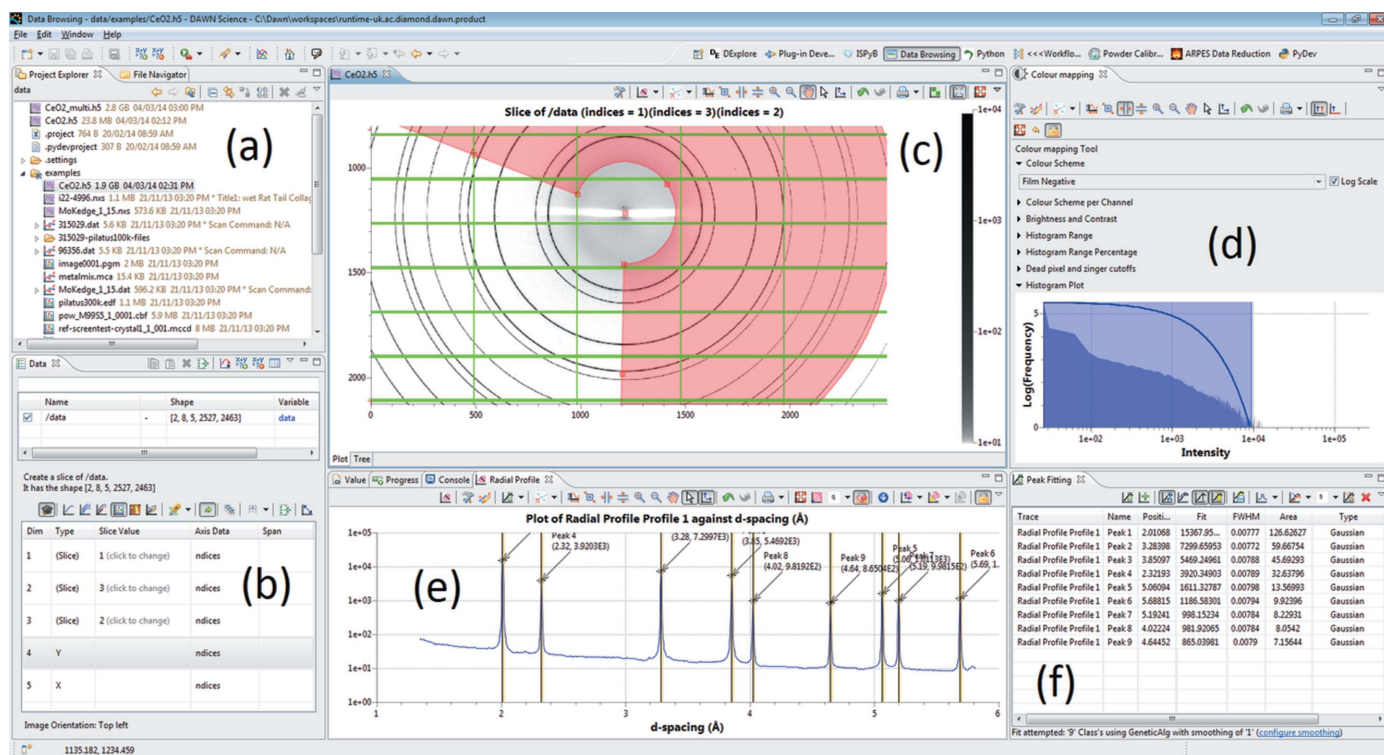 Data Browsing - data/examples/CeO2.h5 - DAWN Science - C:\Dawn\workspaces\runtime-uk.ac.diamond.dawn.product
File Edit Window Help
DExplore Plug-in Deve... ISPyB Data Browsing Python <<<Workflo... Powder Calibr... ARPES Data Reduction PyDev
Project Explorer File Navigator
data
CeO2_multi.h5 2.8 GB 04/03/14 03:00 PM
CeO2.h5 23.8 MB 04/03/14 02:12 PM
.project 764 B 20/02/14 08:59 AM
.pydevproject 307 B 20/02/14 08:59 AM
.settings
examples
CeO2.h5 1.9 GB 04/03/14 02:31 PM
i22-4996.nxs 1.1 MB 21/11/13 03:20 PM * Title1: wet Rat Tail Collag
MoKedge_1_15.nxs 573.6 KB 21/11/13 03:20 PM
315029.dat 5.6 KB 21/11/13 03:20 PM * Scan Command: N/A
315029-pilatus100k-files
96356.dat 5.5 KB 21/11/13 03:20 PM * Scan Command: N/A
image0001.pgm 2 MB 21/11/13 03:20 PM
metalmix.mca 15.4 KB 21/11/13 03:20 PM
MoKedge_1_15.dat 596.2 KB 21/11/13 03:20 PM * Scan Command:
pilatus300k.edf 1.1 MB 21/11/13 03:20 PM
pow_M99S5_1_0001.cbf 5.9 MB 21/11/13 03:20 PM
ref-screentest-crystal1_1_001.mccd 8 MB 21/11/13 03:20 PM
(a)
Data
Name Shape Variable
/data - [2, 8, 5, 2527, 2463] data
Create a slice of /data.
It has the shape [2, 8, 5, 2527, 2463]
Dim Type Slice Value Axis Data Span
1 (Slice) 1 (click to change) ndices
2 (Slice) 3 (click to change) ndices
3 (Slice) 2 (click to change) ndices
4 Y ndices
5 X ndices
(b)
Image Orientation: Top left
1135.182, 1234.459
CeO2.h5
Slice of /data (indices = 1)(indices = 3)(indices = 2)
1000
1500
2000
0 500 1000 1500 2000
1e+04
1e+03
1e+02
1e+01
(c)
Plot Tree
Colour mapping
Colour mapping Tool
Colour Scheme
Film Negative Log Scale
Colour Scheme per Channel
Brightness and Contrast
Histogram Range
Histogram Range Percentage
Dead pixel and zinger cutoffs
Histogram Plot
(d)
Log(Frequency)
5
0
1e+02 1e+03 1e+04 1e+05
Intensity
Value Progress Console Radial Profile
Plot of Radial Profile Profile 1 against d-spacing (Å)
1e+05
1e+04
1e+03
1e+02
1e+01
1e+00
Peak 4
(2.32, 3.9203E3)
(3.28, 7.2997E3)
(3.85, 5.4692E3)
Peak 8
(4.02, 9.8192E2)
Peak 9
(4.64, 8.6504E2)
Peak 5
Peak 7
(5.19, 9.9815E2)
Peak 6
(5.69, 1.
(e)
1 2 3 4 5 6
d-spacing (Å)
Peak Fitting
Trace Name Positi... Fit FWHM Area Type
Radial Profile Profile 1 Peak 1 2.01068 15367.95... 0.00777 126.62627 Gaussian
Radial Profile Profile 1 Peak 2 3.28398 7299.65953 0.00772 59.66754 Gaussian
Radial Profile Profile 1 Peak 3 3.85097 5469.24961 0.00788 45.69293 Gaussian
Radial Profile Profile 1 Peak 4 2.32193 3920.34903 0.00789 32.63796 Gaussian
Radial Profile Profile 1 Peak 5 5.06094 1611.32787 0.00798 13.56993 Gaussian
Radial Profile Profile 1 Peak 6 5.68815 1186.58301 0.00794 9.92396 Gaussian
Radial Profile Profile 1 Peak 7 5.19241 998.15234 0.00784 8.22931 Gaussian
Radial Profile Profile 1 Peak 8 4.02224 981.92065 0.00784 8.0542 Gaussian
Radial Profile Profile 1 Peak 9 4.64452 865.03981 0.0079 7.15644 Gaussian
(f)
Fit attempted: '9' Class's using GeneticAlg with smoothing of '1' (configure smoothing)